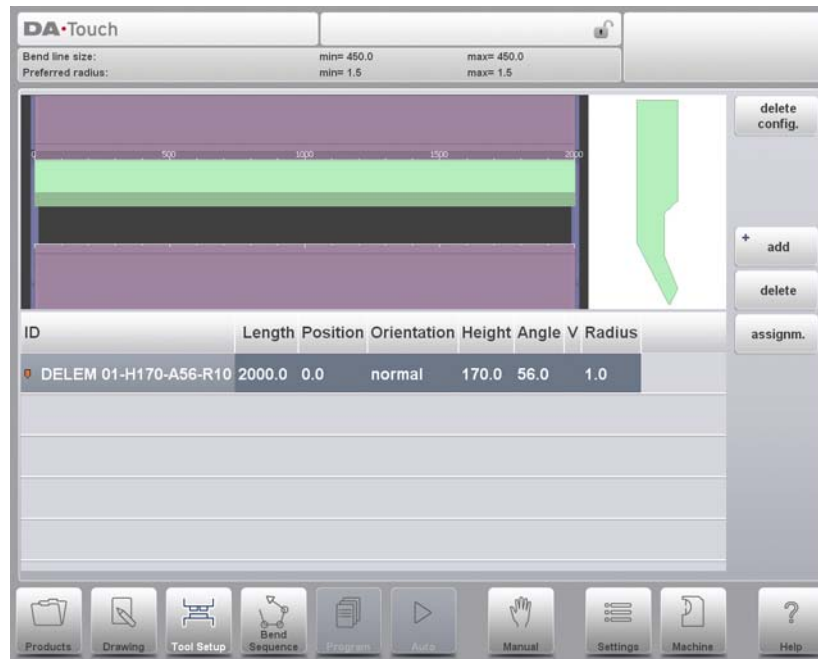 DA•Touch
Bend line size: min= 450.0 max= 450.0
Preferred radius: min= 1.5 max= 1.5
delete
config.
0 500 1000 1500 2000
+ add
delete
assignm.
ID Length Position Orientation Height Angle V Radius
DELEM 01-H170-A56-R10 2000.0 0.0 normal 170.0 56.0 1.0
Products Drawing Tool Setup Bend Sequence Program Auto Manual Settings Machine ? Help